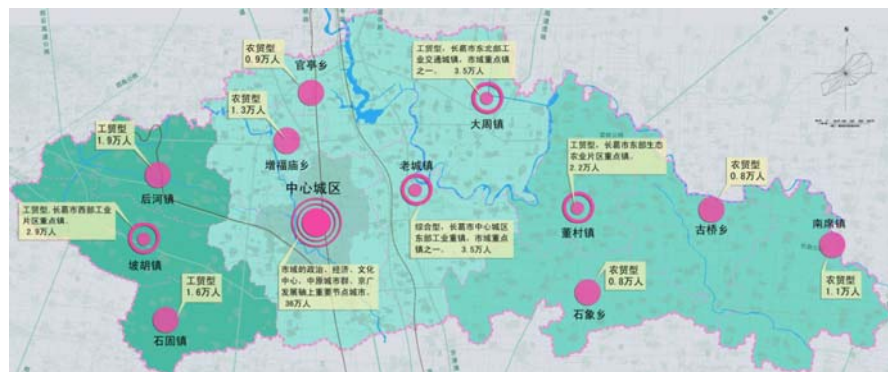 农贸型
0.9万人
官亭乡
工贸型，长葛市东北部工
业交通城镇，市域重点镇
之一， 3.5万人
大周镇
农贸型
1.3万人
增福庙乡
工贸型
1.9万人
后河镇
老城镇
综合型，长葛市中心城区
东部工业重镇，市域重点
镇之一， 3.5万人
中心城区
市域的政治、经济、文化
中心，中原城市群、京广
发展轴上重要节点城市，
36万人
工贸型，长葛市东部生态
农业片区重点镇，
2.2万人
董村镇
农贸型
0.8万人
古桥乡
南席镇
农贸型
1.1万人
工贸型，长葛市西部工业
片区重点镇，
2.9万人
坡胡镇
工贸型
1.6万人
石固镇
农贸型
0.8万人
石象乡